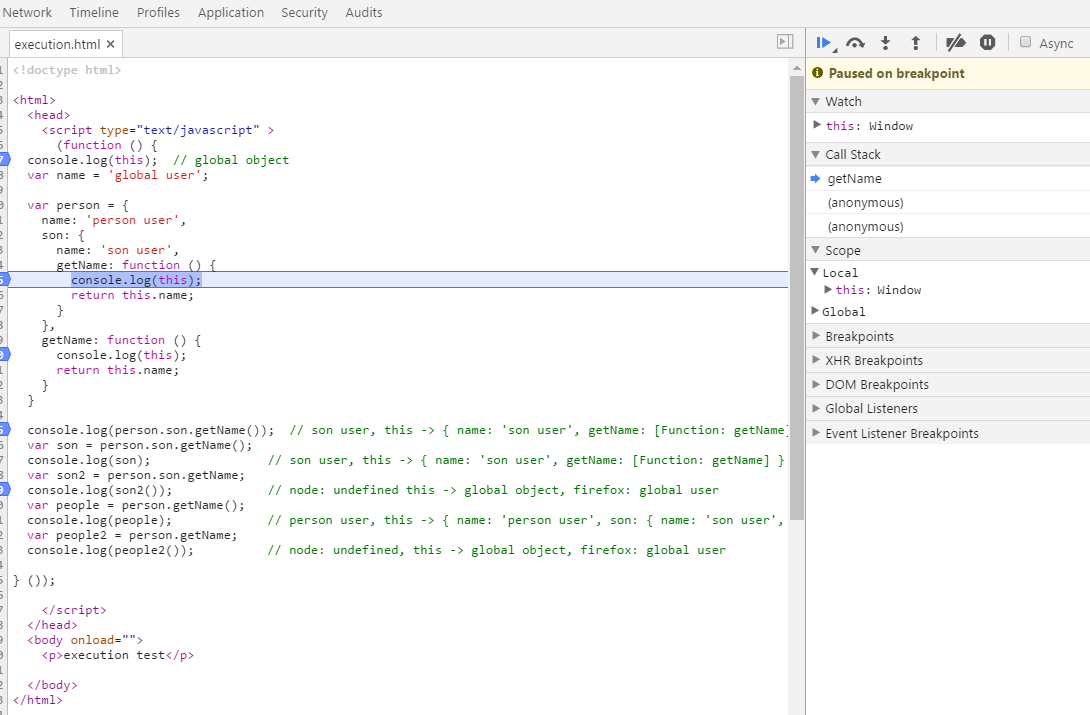 Network Timeline Profiles Application Security Audits
execution.html ×
<!doctype html>
<html>
<head>
<script type="text/javascript" >
(function () {
console.log(this);  // global object
var name = 'global user';
var person = {
name: 'person user',
son: {
name: 'son user',
getName: function () {
console.log(this);
return this.name;
}
},
getName: function () {
console.log(this);
return this.name;
}
}
console.log(person.son.getName());  // son user, this -> { name: 'son user', getName: [Function: getName]
var son = person.son.getName();
console.log(son);  // son user, this -> { name: 'son user', getName: [Function: getName] }
var son2 = person.son.getName;
console.log(son2());  // node: undefined this -> global object, firefox: global user
var people = person.getName();
console.log(people);  // person user, this -> { name: 'person user', son: { name: 'son user',
var people2 = person.getName;
console.log(people2());  // node: undefined, this -> global object, firefox: global user
} ());
</script>
</head>
<body onload="">
<p>execution test</p>
</body>
</html>
Async
Paused on breakpoint
Watch
this: Window
Call Stack
getName
(anonymous)
(anonymous)
Scope
Local
this: Window
Global
Breakpoints
XHR Breakpoints
DOM Breakpoints
Global Listeners
Event Listener Breakpoints